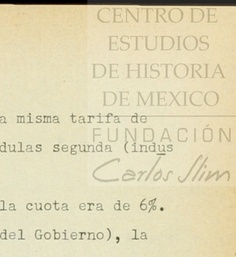 CENTRO DE
ESTUDIOS
DE HISTORIA
DE MEXICO
FUNDACIÓN
Carlos Slim
a misma tarifa de
dulas segunda (indus
la cuota era de 6%.
del Gobierno), la